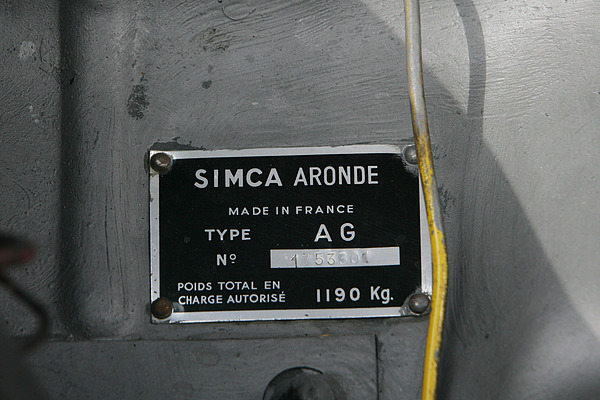 SIMCA ARONDE
MADE IN FRANCE
TYPE AG
Nº
POIDS TOTAL EN
CHARGE AUTORISÉ 1190 Kg.